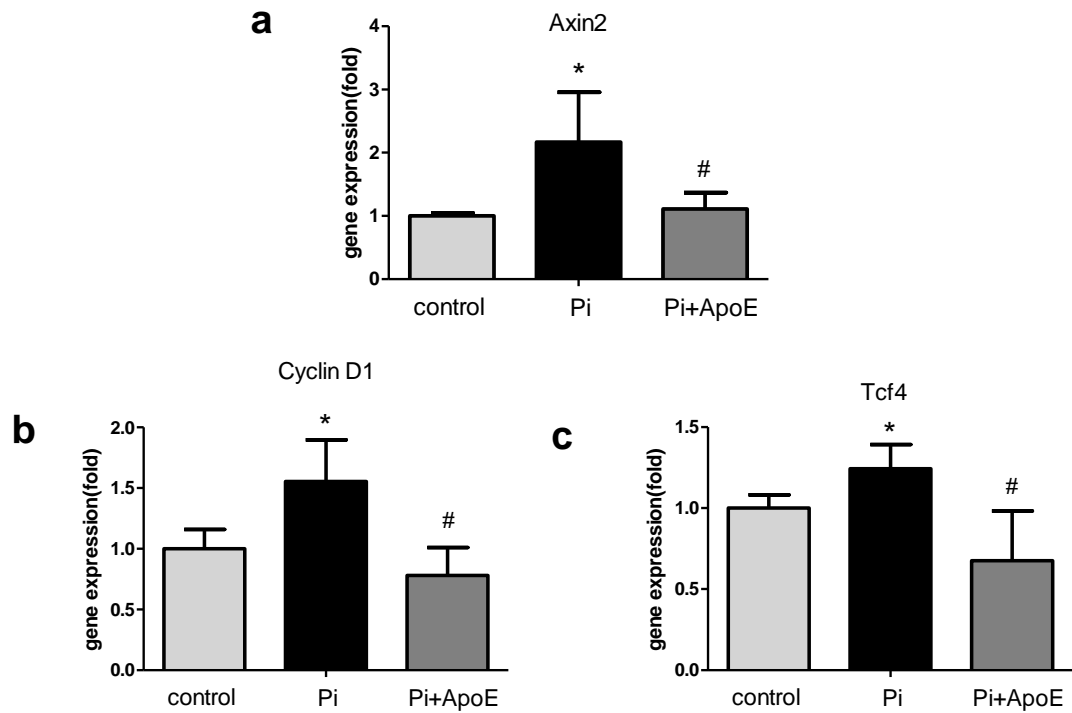 a
Axin2
gene expression(fold)
4
3
2
1
0
*
#
control
Pi
Pi+ApoE
b
Cyclin D1
gene expression(fold)
2.0
1.5
1.0
0.5
0.0
*
#
control
Pi
Pi+ApoE
c
Tcf4
gene expression(fold)
1.5
1.0
0.5
0.0
*
#
control
Pi
Pi+ApoE